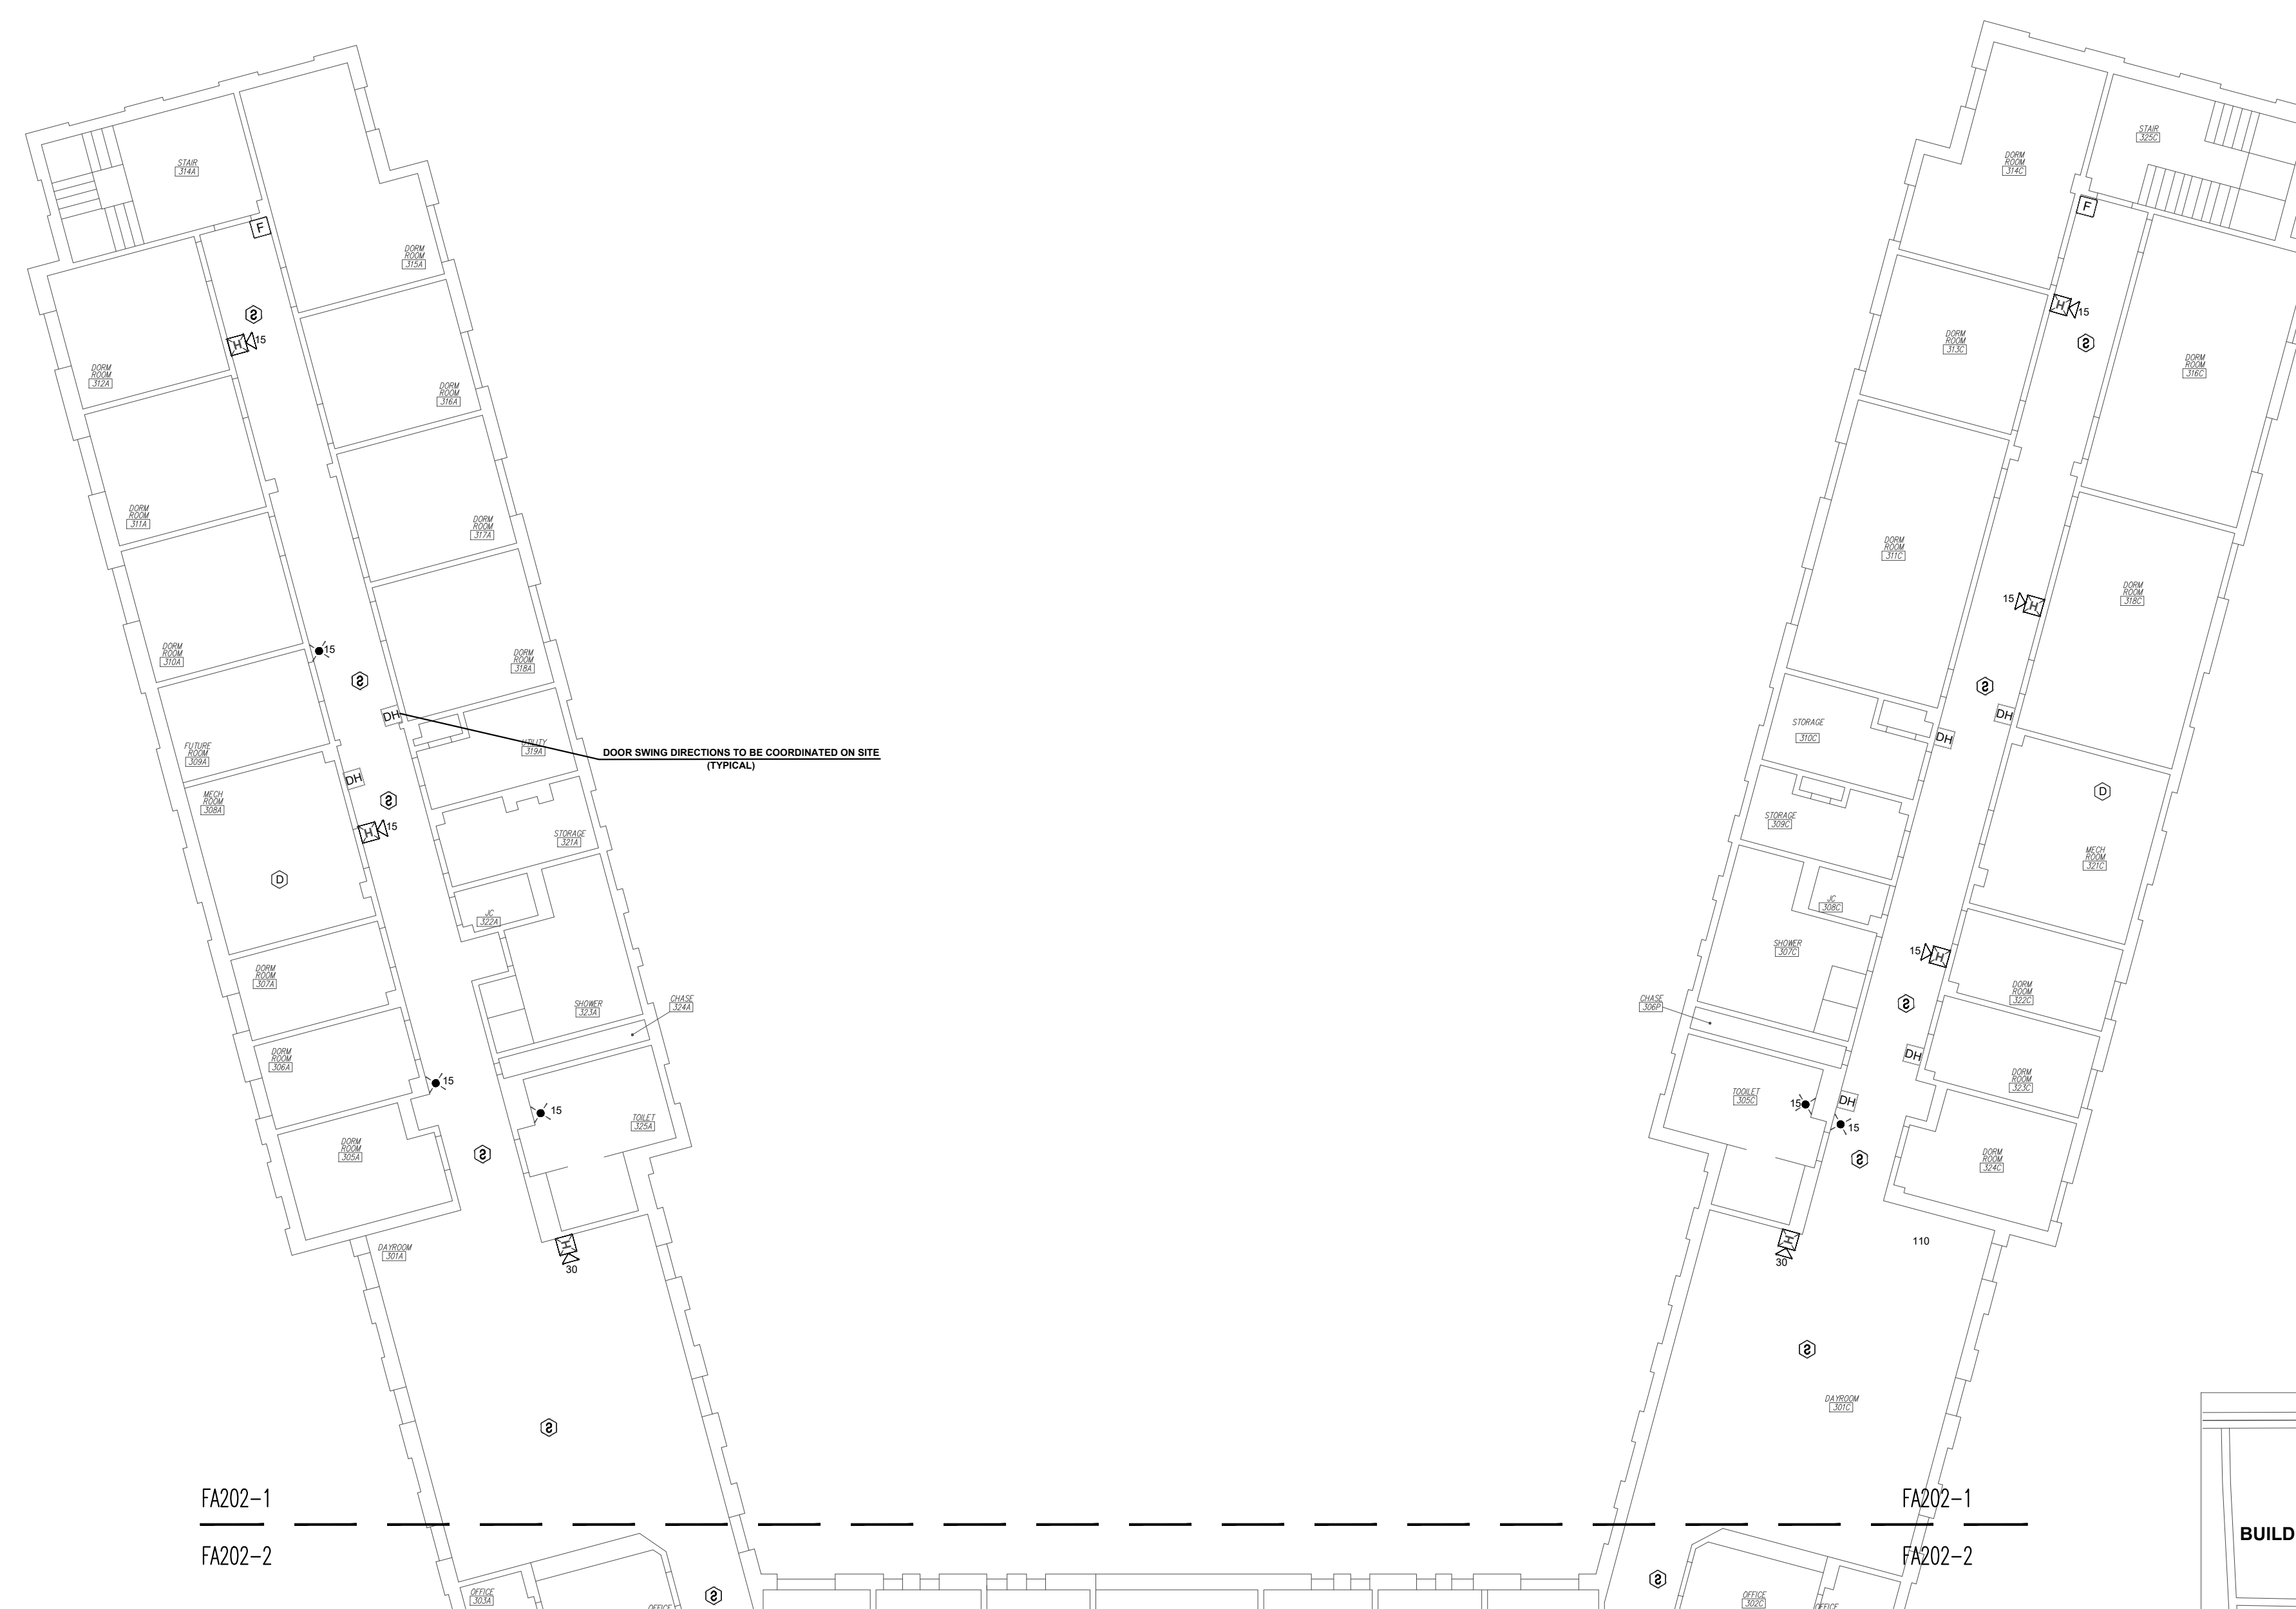 STAIR
314A
DORM
ROOM
315A
F
S
H
15
DORM
ROOM
312A
DORM
ROOM
316A
DORM
ROOM
311A
DORM
ROOM
317A
DORM
ROOM
310A
15
DORM
ROOM
318A
S
DH
FUTURE
ROOM
309A
UTILITY
319A
DOOR SWING DIRECTIONS TO BE COORDINATED ON SITE
(TYPICAL)
DH
MECH
ROOM
308A
S
H
15
STORAGE
321A
D
JC
322A
DORM
ROOM
307A
SHOWER
323A
CHASE
324A
DORM
ROOM
306A
15
15
TOILET
325A
DORM
ROOM
305A
S
DAYROOM
301A
H
30
S
FA202-1
FA202-2
OFFICE
303A
S
OFFICE
STAIR
325C
DORM
ROOM
314C
F
H
15
S
DORM
ROOM
313C
DORM
ROOM
316C
DORM
ROOM
311C
DORM
ROOM
318C
15
H
S
DH
STORAGE
310C
DH
D
STORAGE
309C
MECH
ROOM
321C
JC
308C
SHOWER
307C
15
H
DORM
ROOM
322C
CHASE
306P
S
DH
DORM
ROOM
323C
TOOILET
305C
15
DH
15
S
DORM
ROOM
324C
H
30
110
S
DAYROOM
301C
FA202-1
FA202-2
S
OFFICE
302C
OFFICE
BUILD